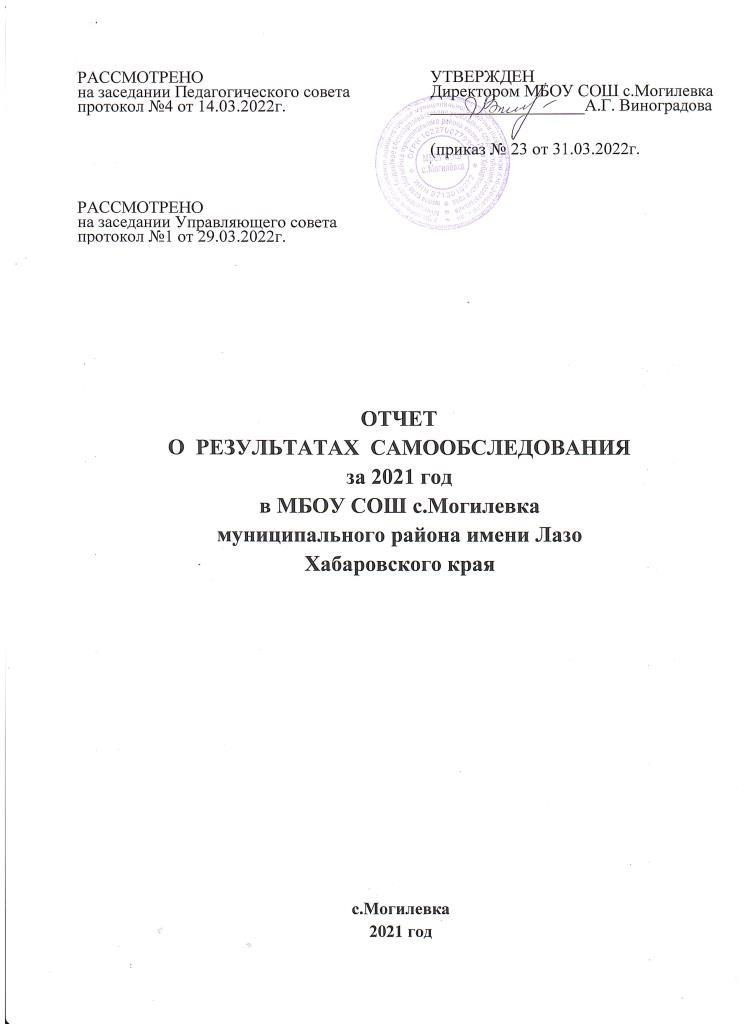 РАССМОТРЕНО
на заседании Педагогического совета
протокол №4 от 14.03.2022г.
УТВЕРЖДЕН
Директором МБОУ СОШ с.Могилевка
А.Г. Виноградова
(приказ № 23 от 31.03.2022г.
с.Могилевка
РАССМОТРЕНО
на заседании Управляющего совета
протокол №1 от 29.03.2022г.
ОТЧЕТ
О РЕЗУЛЬТАТАХ САМООБСЛЕДОВАНИЯ
за 2021 год
в МБОУ СОШ с.Могилевка
муниципального района имени Лазо
Хабаровского края
с.Могилевка
2021 год